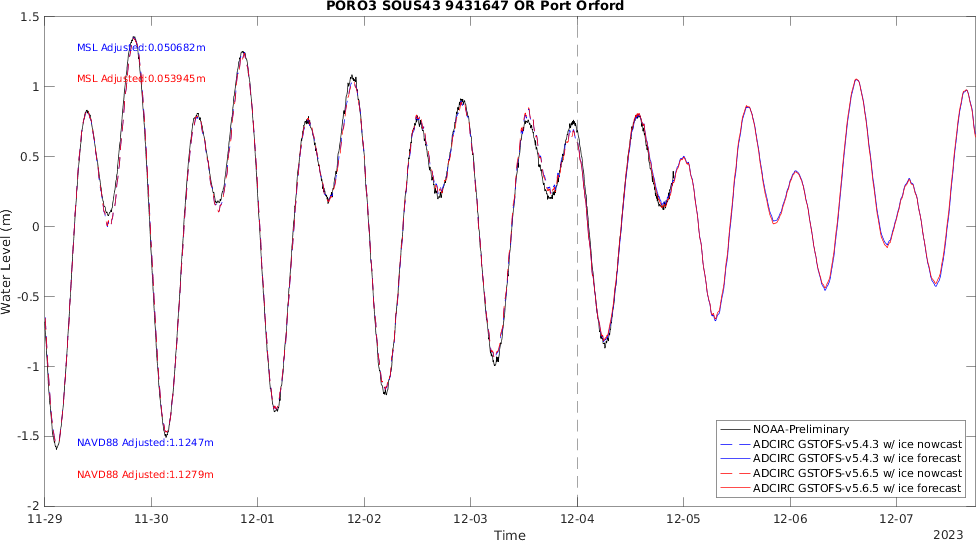 PORO3 SOUS43 9431647 OR Port Orford
1.5
MSL Adjusted:0.050682m
MSL Adjusted:0.053945m
1
0.5
0
-0.5
-1
-1.5
-2
Water Level (m)
NAVD88 Adjusted:1.1247m
NAVD88 Adjusted:1.1279m
NOAA-Preliminary
ADCIRC GSTOFS-v5.4.3 w/ ice nowcast
ADCIRC GSTOFS-v5.4.3 w/ ice forecast
ADCIRC GSTOFS-v5.6.5 w/ ice nowcast
ADCIRC GSTOFS-v5.6.5 w/ ice forecast
11-29 11-30 12-01 12-02 12-03 12-04 12-05 12-06 12-07
Time
2023